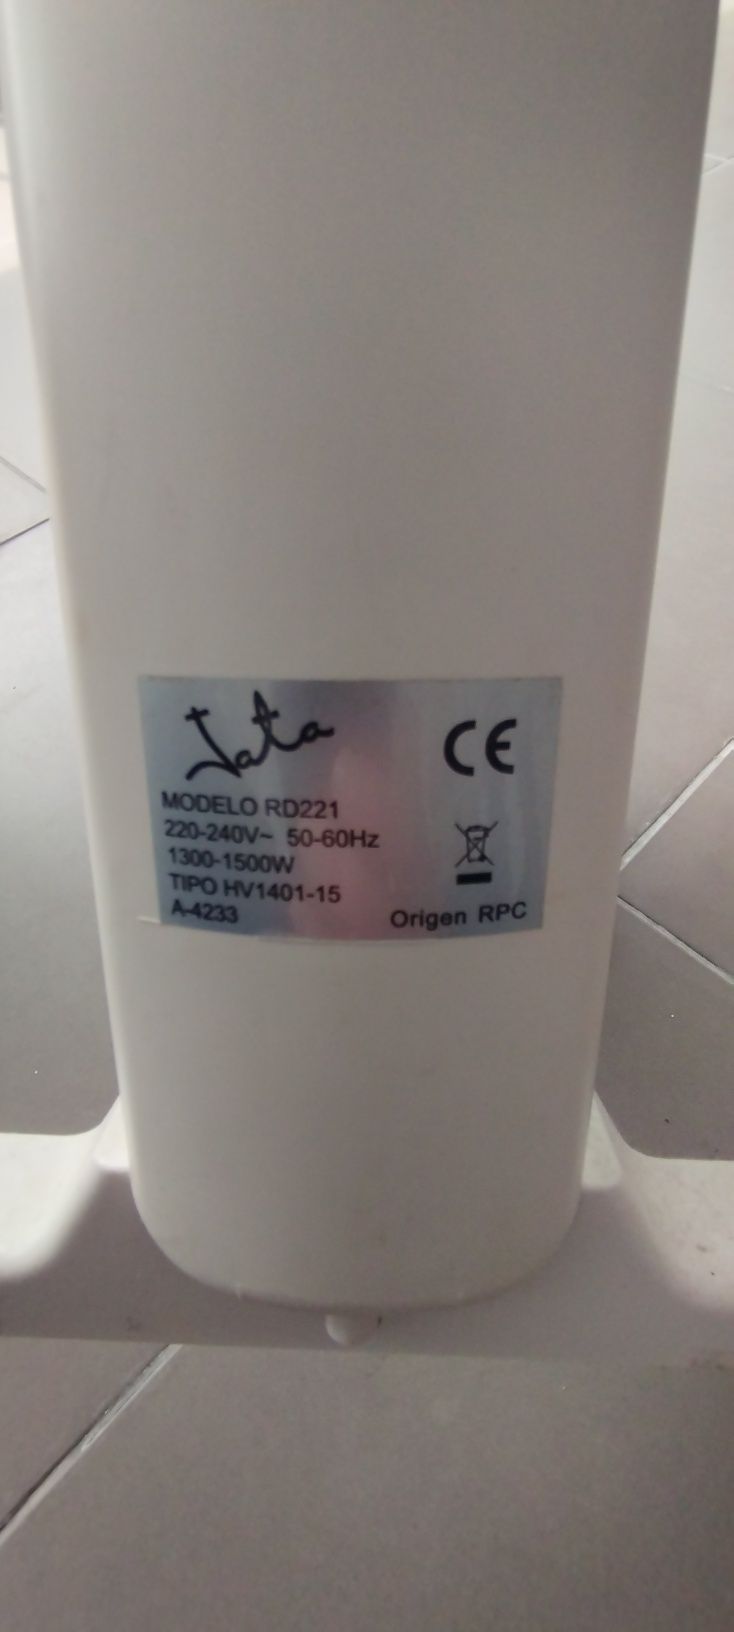 Jata
CE
MODELO RD221
220-240V~ 50-60Hz
1300-1500W
TIPO HV1401-15
A-4233
Origen RPC